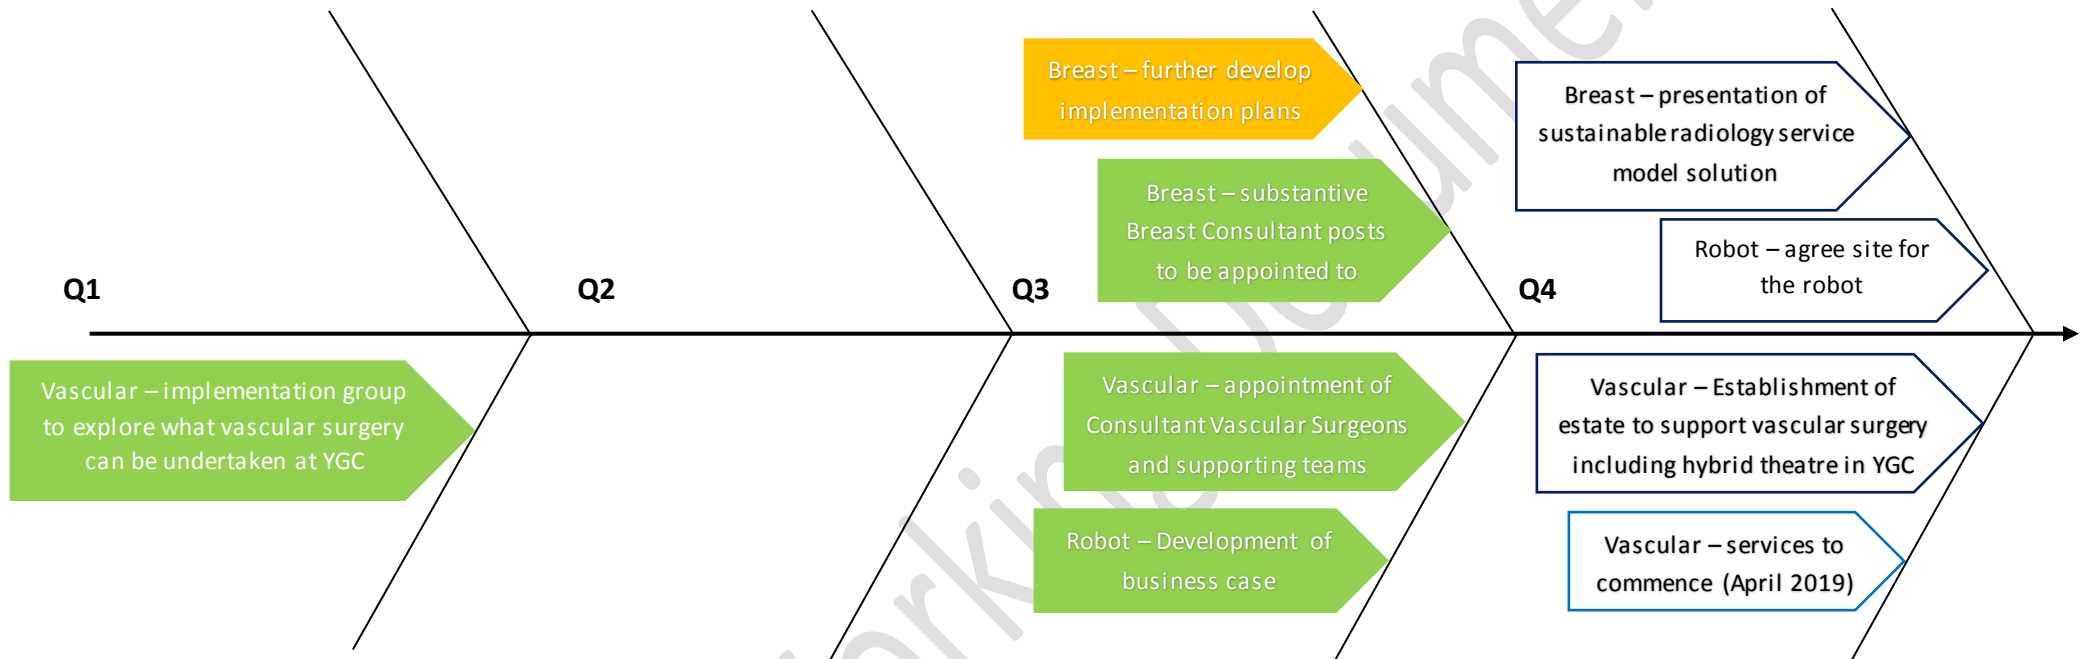 Q1
Vascular – implementation group
to explore what vascular surgery
can be undertaken at YGC
Q2
Q3
Breast – further develop
implementation plans
Breast – substantive
Breast Consultant posts
to be appointed to
Vascular – appointment of
Consultant Vascular Surgeons
and supporting teams
Robot – Development of
business case
Q4
Breast – presentation of
sustainable radiology service
model solution
Robot – agree site for
the robot
Vascular – Establishment of
estate to support vascular surgery
including hybrid theatre in YGC
Vascular – services to
commence (April 2019)